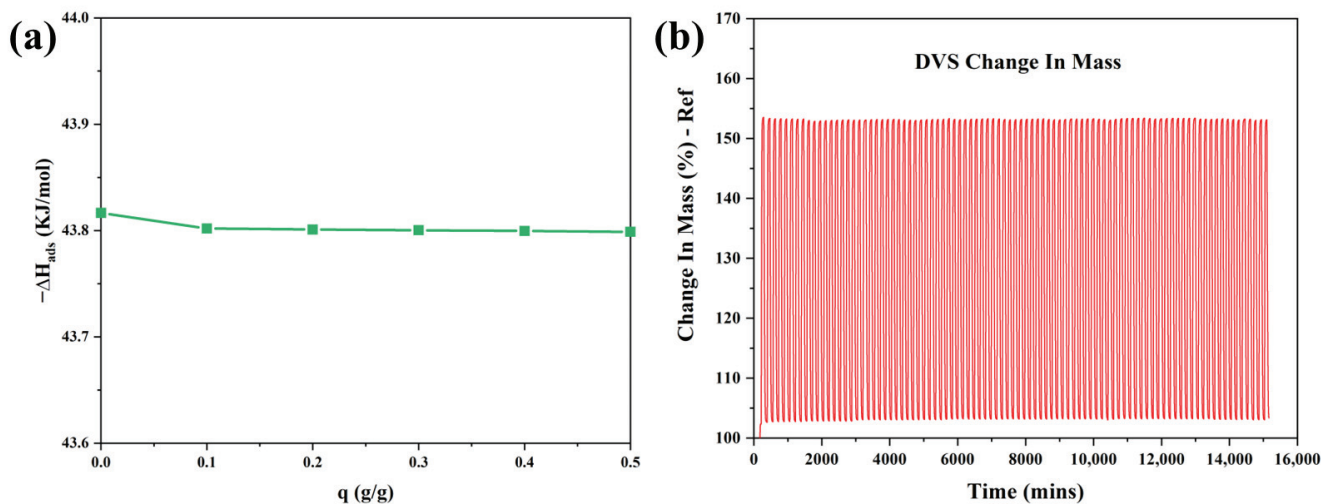 (a)
44.0
43.9
43.8
43.7
43.6
−ΔHads (KJ/mol)
0.0 0.1 0.2 0.3 0.4 0.5
q (g/g)
(b)
DVS Change In Mass
170
160
150
140
130
120
110
100
Change In Mass (%) - Ref
0 2000 4000 6000 8000 10,000 12,000 14,000 16,000
Time (mins)